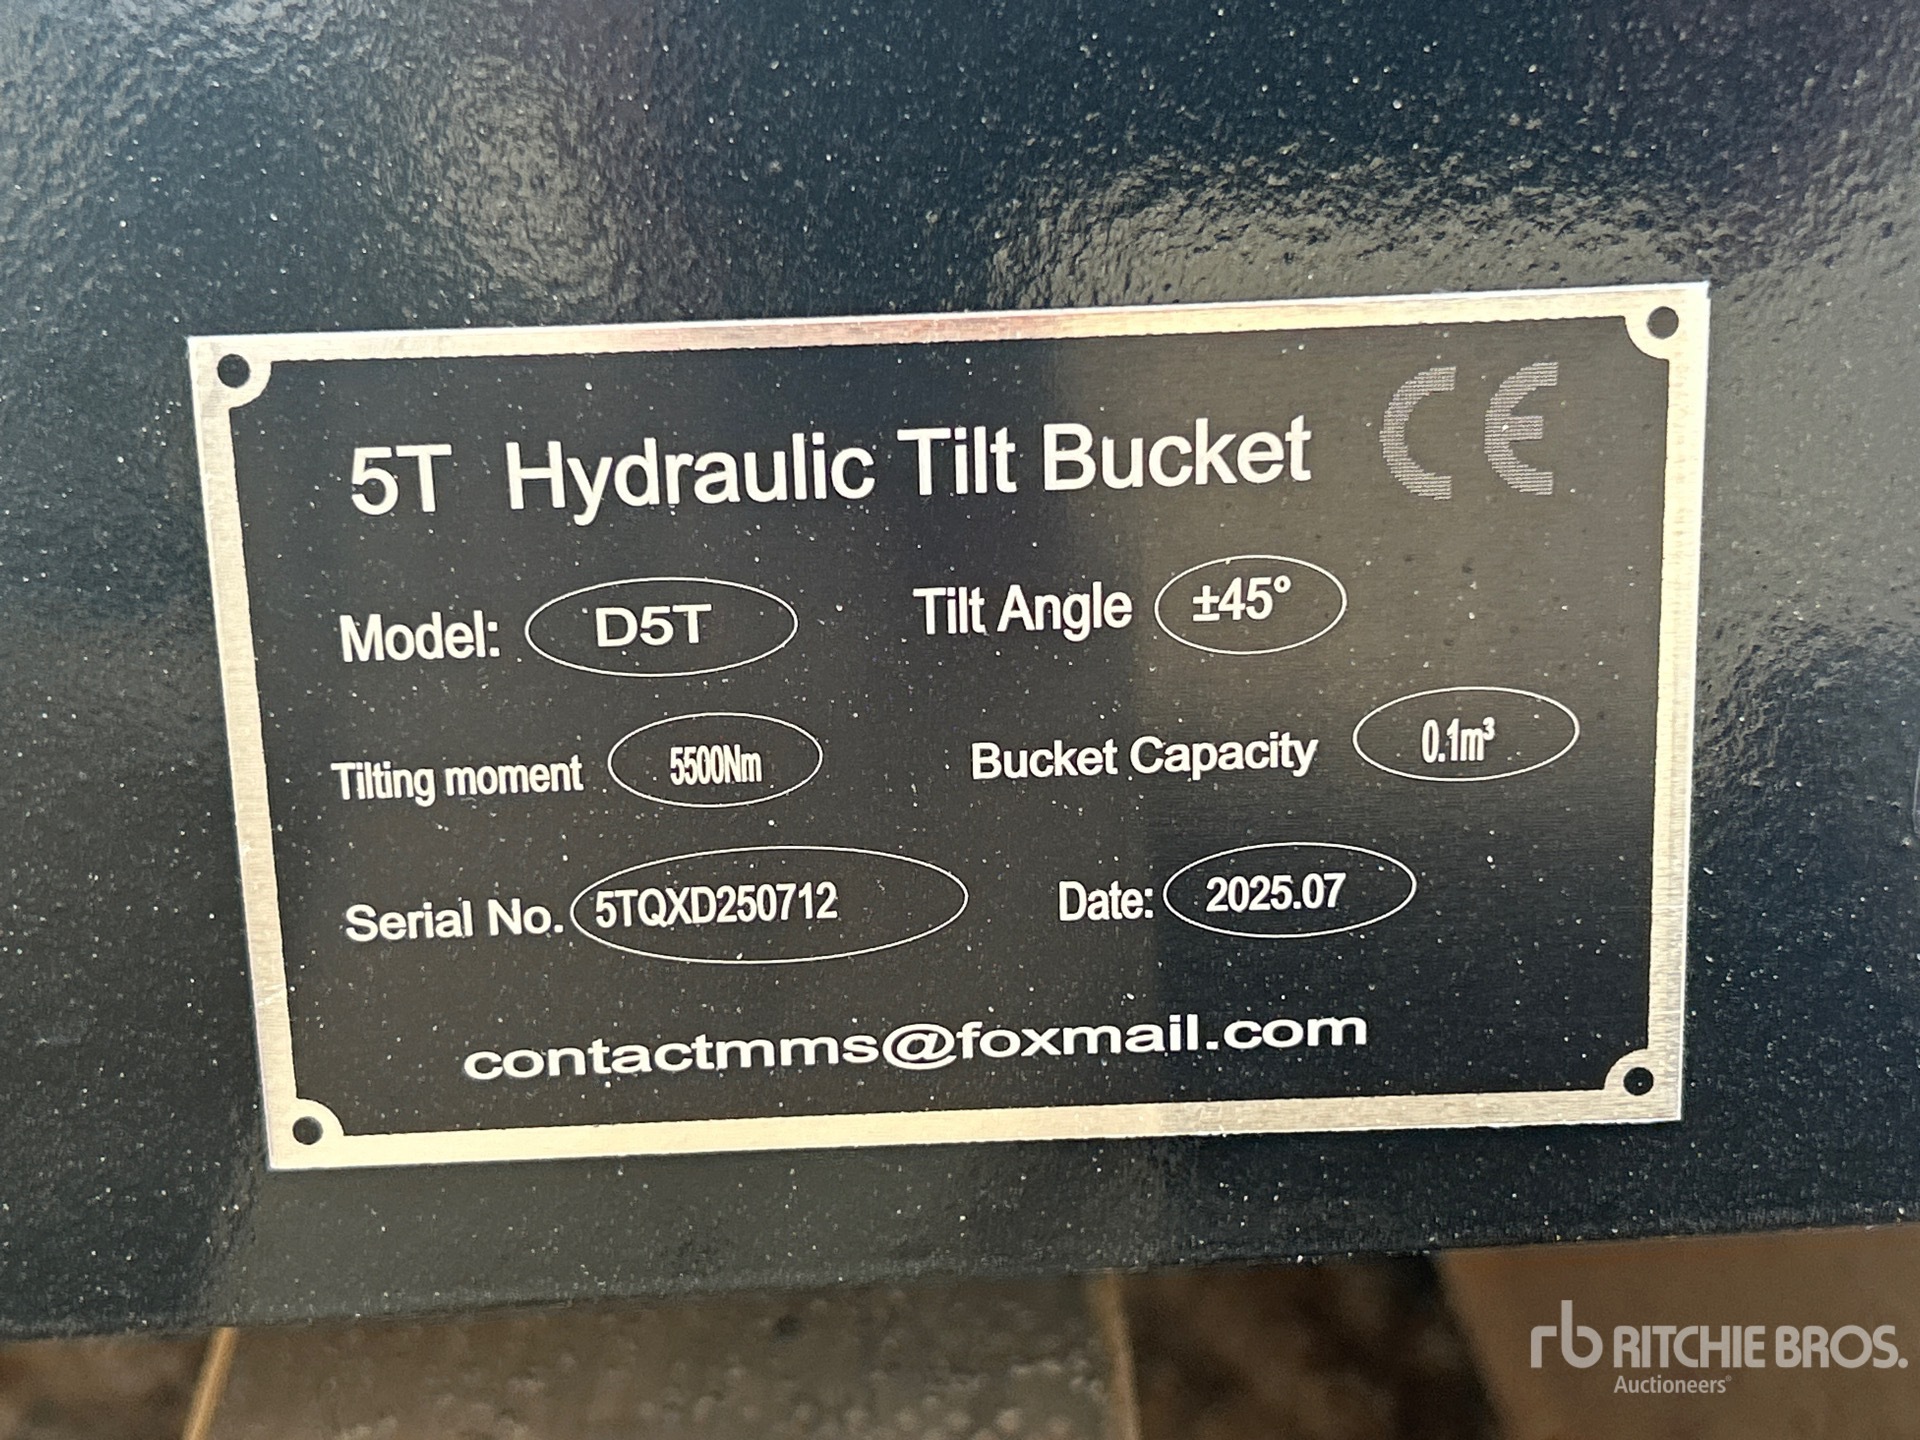 5T Hydraulic Tilt Bucket CE
Model: D5T Tilt Angle ±45°
Tilting moment 5500Nm Bucket Capacity 0.1m³
Serial No. 5TQXD250712 Date: 2025.07
contactmms@foxmail.com
rb RITCHIE BROS.
Auctioneers®